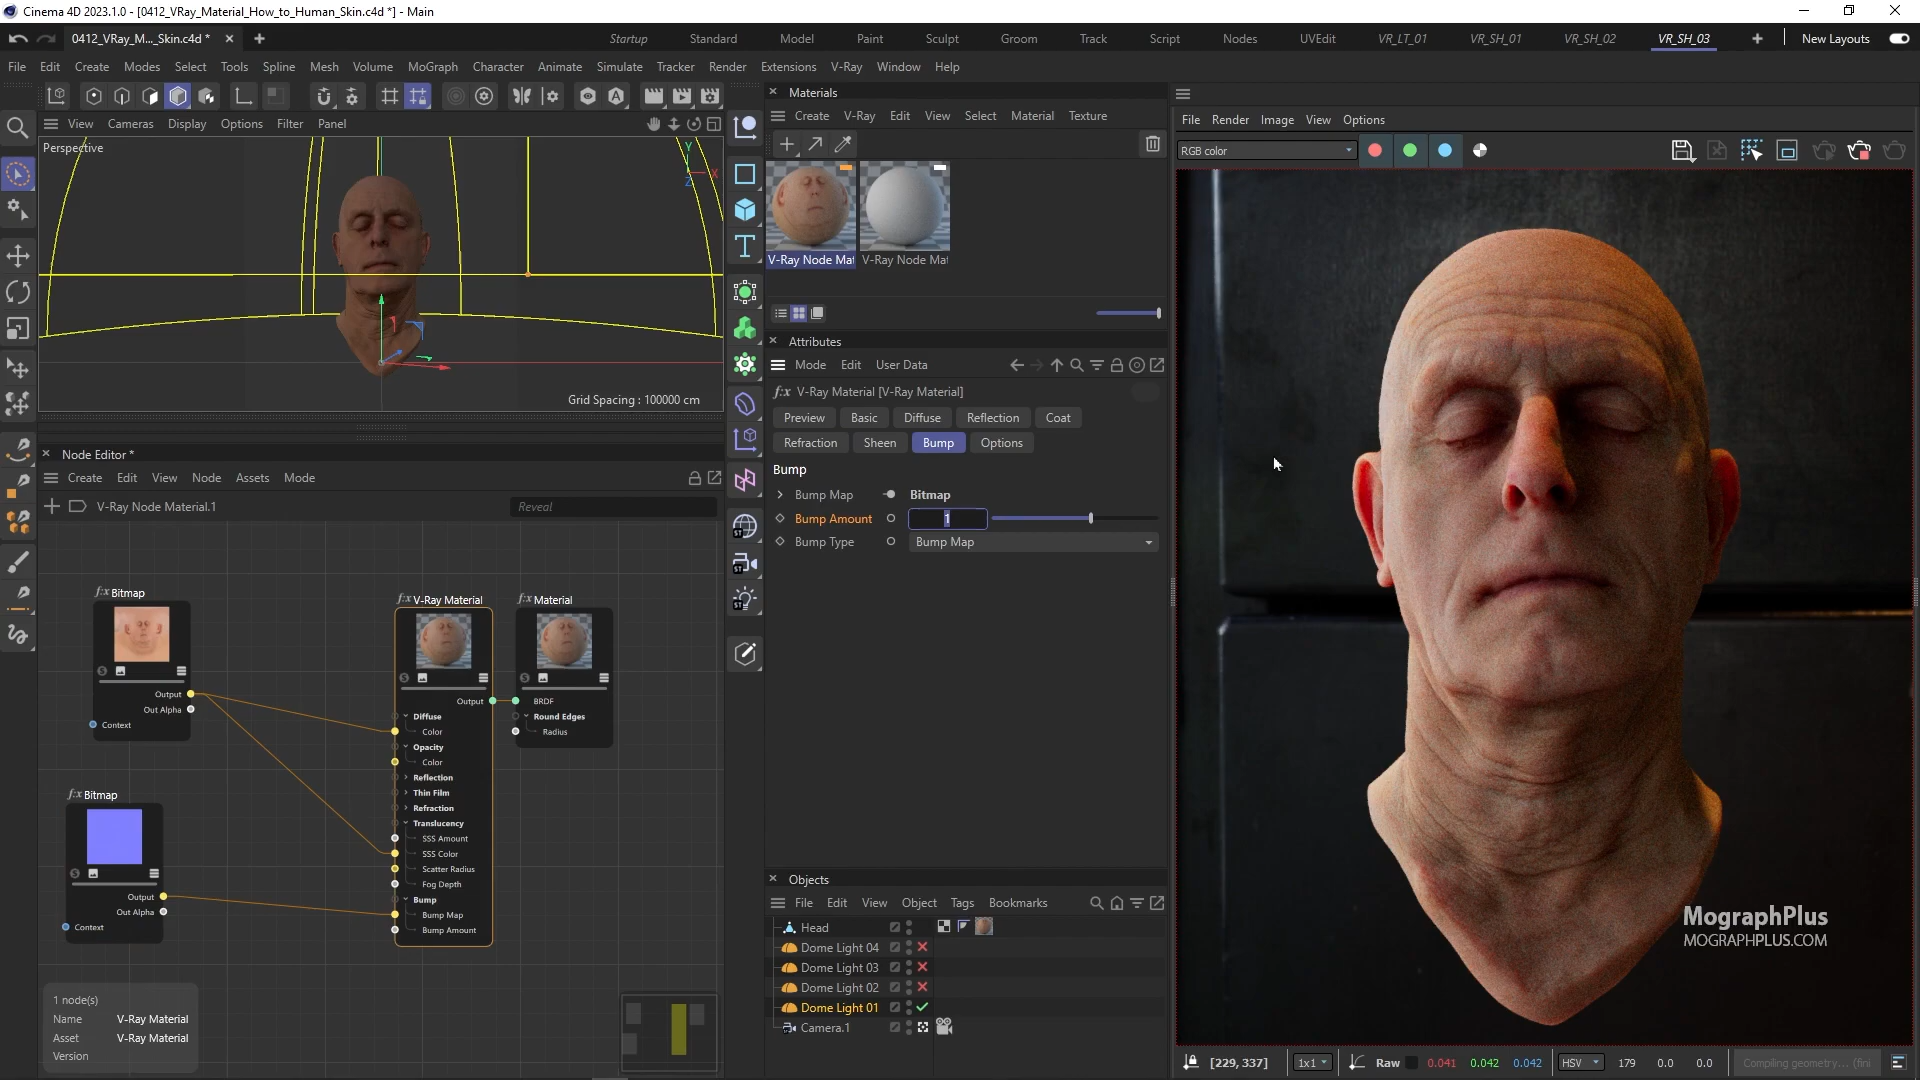 Cinema 4D 2023.1.0 - [0412_VRay_Material_How_to_Human_Skin.c4d *] - Main
0412_VRay_M..._Skin.c4d *
Startup Standard Model Paint Sculpt Groom Track Script Nodes UVEdit VR_LT_01 VR_SH_01 VR_SH_02 VR_SH_03 New Layouts
File Edit Create Modes Select Tools Spline Mesh Volume MoGraph Character Animate Simulate Tracker Render Extensions V-Ray Window Help
View Cameras Display Options Filter Panel
Perspective
Y
X
Z
Grid Spacing : 100000 cm
Node Editor *
Create Edit View Node Assets Mode
V-Ray Node Material.1
Reveal
f:x Bitmap
Output
Out Alpha
Context
f:x Bitmap
Output
Out Alpha
Context
f:x V-Ray Material
Output
Diffuse
Color
Opacity
Color
Reflection
Thin Film
Refraction
Translucency
SSS Amount
SSS Color
Scatter Radius
Fog Depth
Bump
Bump Map
Bump Amount
f:x Material
BRDF
Round Edges
Radius
1 node(s)
Name V-Ray Material
Asset V-Ray Material
Version
Materials
Create V-Ray Edit View Select Material Texture
V-Ray Node Mat
V-Ray Node Mat
Attributes
Mode Edit User Data
f:x V-Ray Material [V-Ray Material]
Preview Basic Diffuse Reflection Coat
Refraction Sheen Bump Options
Bump
Bump Map Bitmap
Bump Amount 1
Bump Type Bump Map
Objects
File Edit View Object Tags Bookmarks
Head
Dome Light 04
Dome Light 03
Dome Light 02
Dome Light 01
Camera.1
File Render Image View Options
RGB color
MographPlus
MOGRAPHPLUS.COM
[229, 337] 1x1 Raw 0.041 0.042 0.042 HSV 179 0.0 0.0 Compiling geometry... (fini